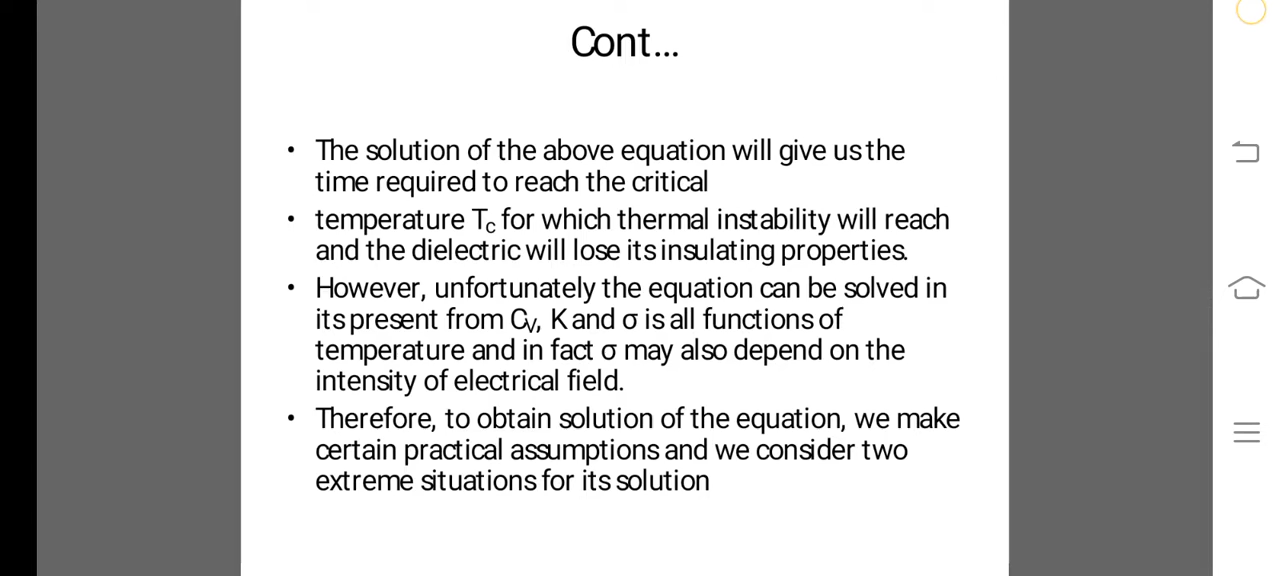 Cont...
• The solution of the above equation will give us the
time required to reach the critical
• temperature Tc for which thermal instability will reach
and the dielectric will lose its insulating properties.
• However, unfortunately the equation can be solved in
its present from CV, K and σ is all functions of
temperature and in fact σ may also depend on the
intensity of electrical field.
• Therefore, to obtain solution of the equation, we make
certain practical assumptions and we consider two
extreme situations for its solution